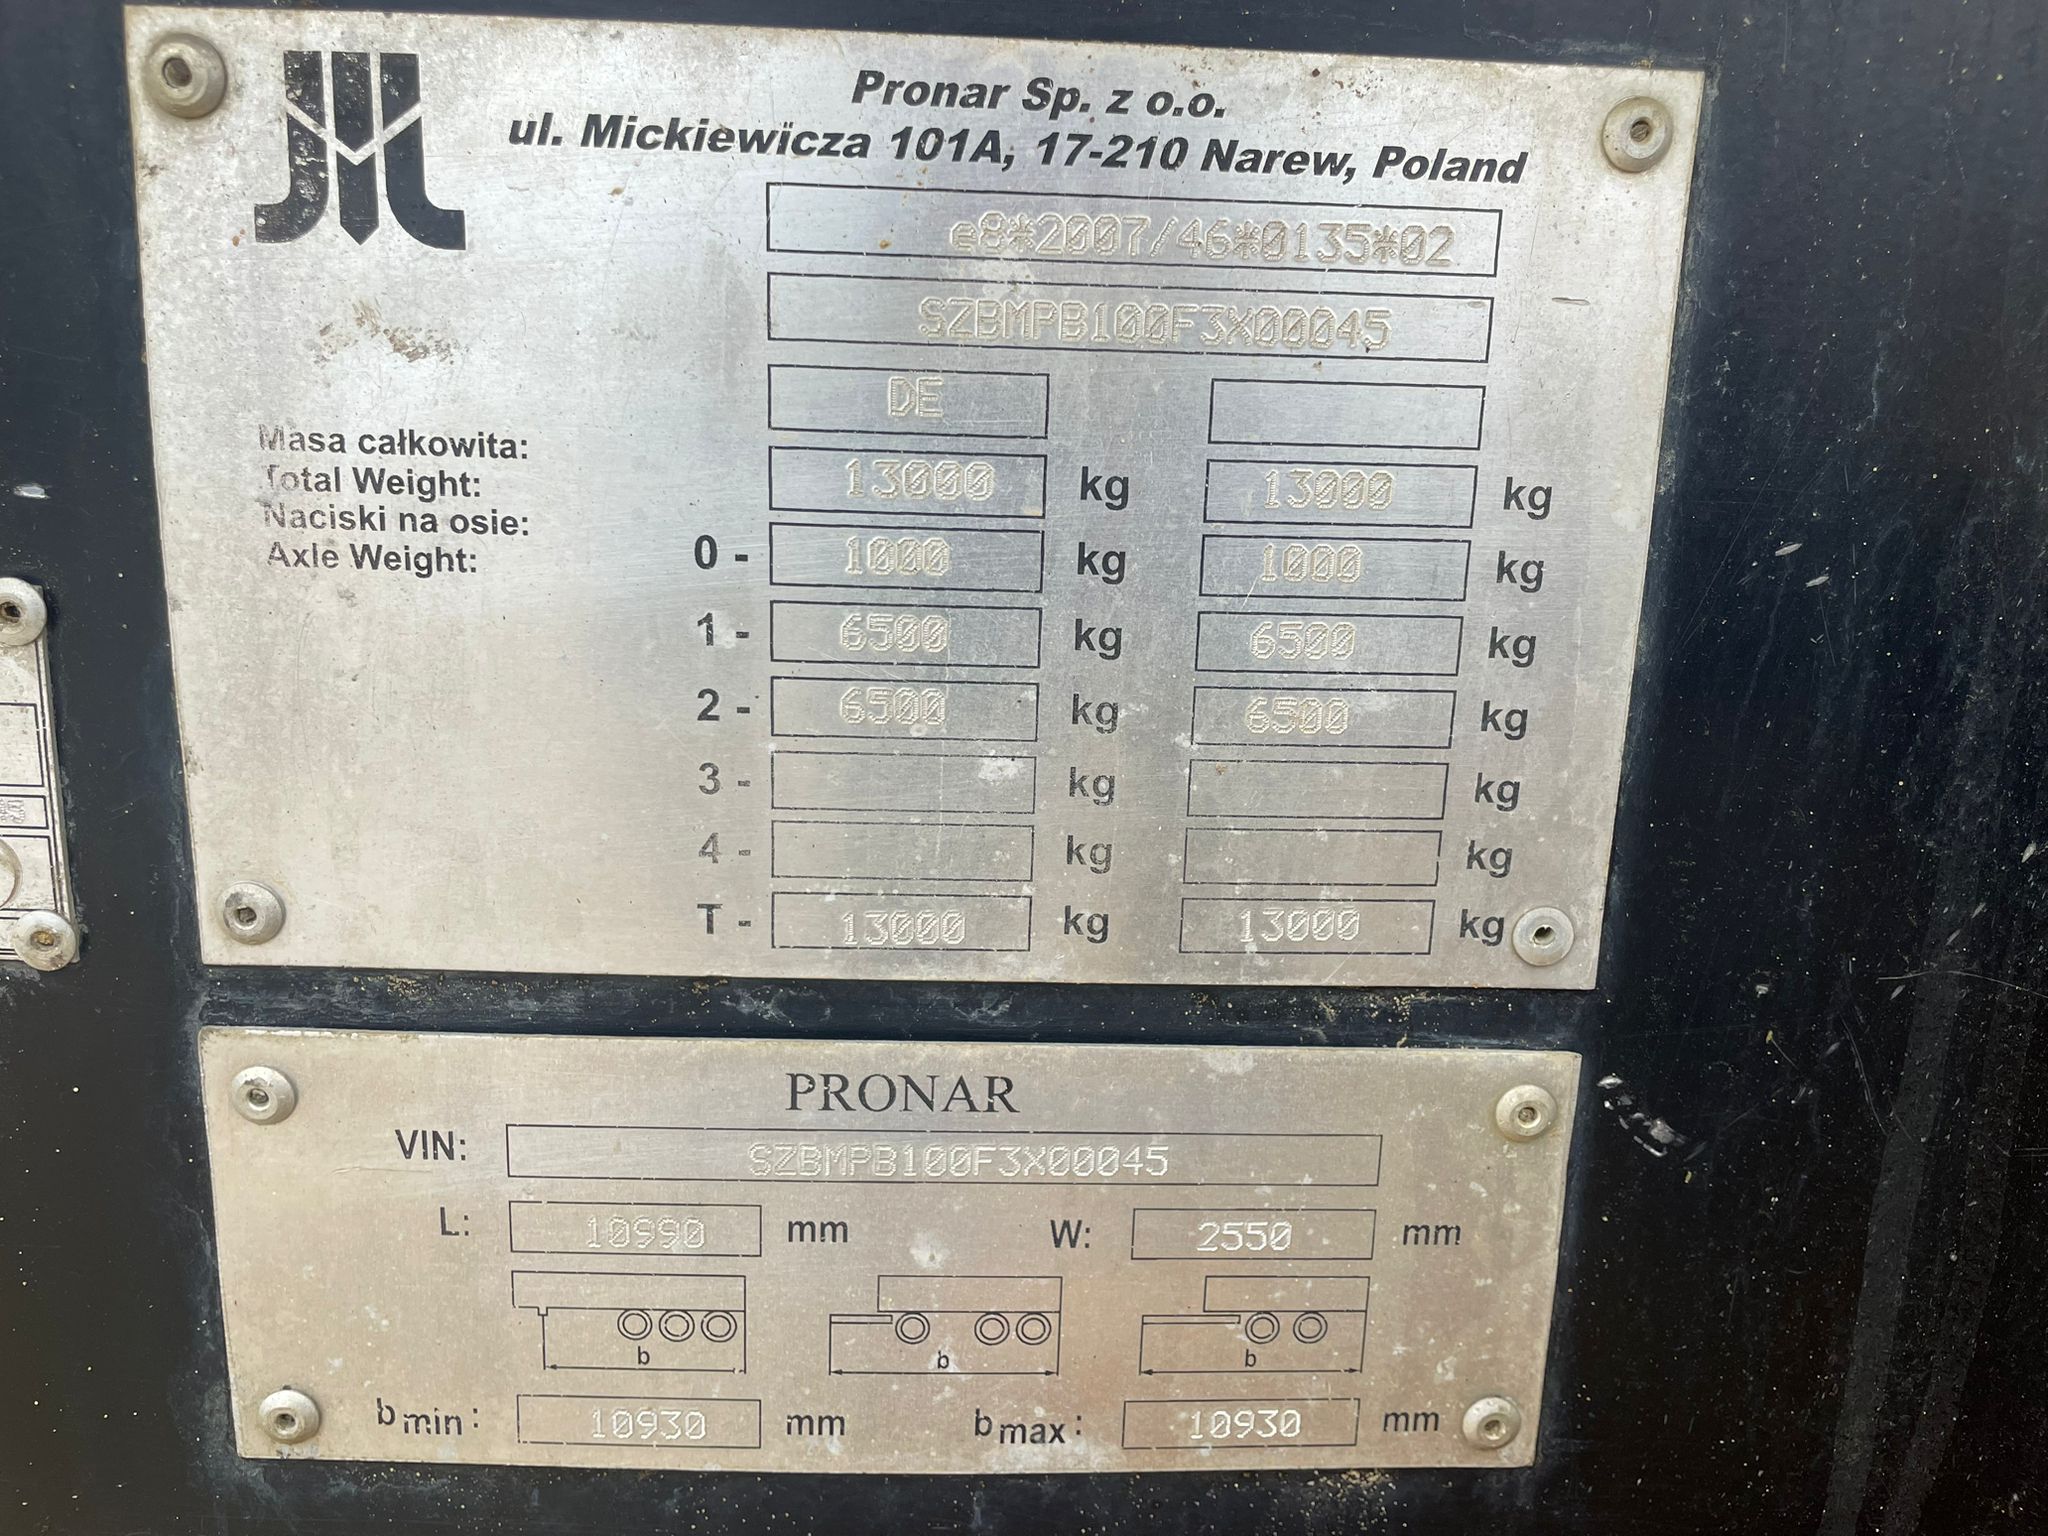 Pronar Sp. z o.o.
ul. Mickiewicza 101A, 17-210 Narew, Poland
e8*2007/46*0135*02
SZBMPB100F3X00045
DE
Masa całkowita:
Total Weight: 13000 kg 13000 kg
Naciski na osie:
Axle Weight: 0 - 1000 kg 1000 kg
1 - 6500 kg 6500 kg
2 - 6500 kg 6500 kg
3 - kg kg
4 - kg kg
T - 13000 kg 13000 kg
PRONAR
VIN: SZBMPB100F3X00045
L: 10990 mm W: 2550 mm
b b b
bmin: 10930 mm bmax: 10930 mm